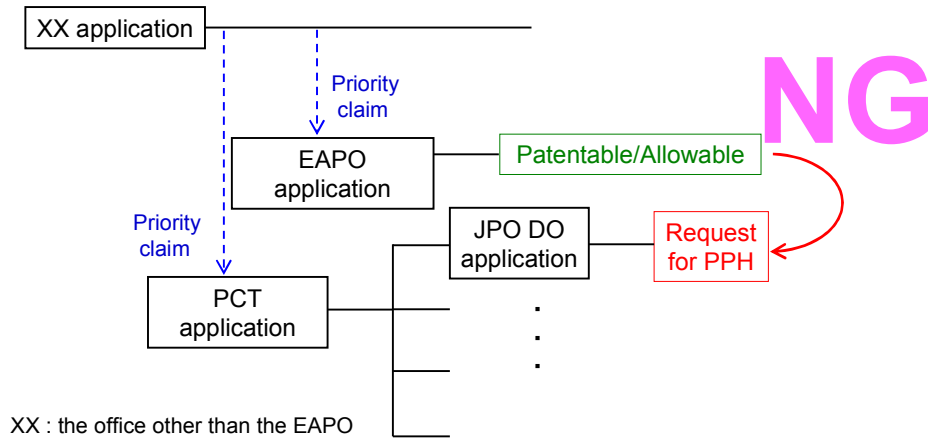 XX application
NG
Priority
claim
EAPO
application
Patentable/Allowable
Priority
claim
JPO DO
application
Request
for PPH
PCT
application
XX : the office other than the EAPO